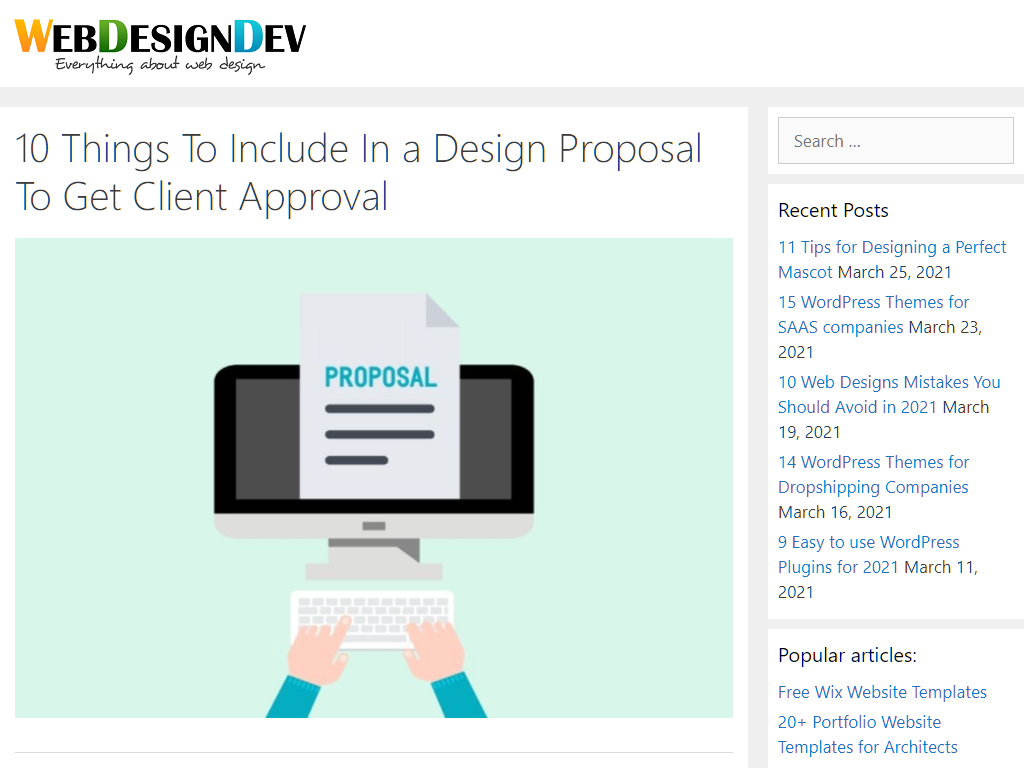 WEBDESIGNDEV
Everything about web design
10 Things To Include In a Design Proposal
To Get Client Approval
PROPOSAL
Search ...
Recent Posts
11 Tips for Designing a Perfect
Mascot March 25, 2021
15 WordPress Themes for
SAAS companies March 23,
2021
10 Web Designs Mistakes You
Should Avoid in 2021 March
19, 2021
14 WordPress Themes for
Dropshipping Companies
March 16, 2021
9 Easy to use WordPress
Plugins for 2021 March 11,
2021
Popular articles:
Free Wix Website Templates
20+ Portfolio Website
Templates for Architects